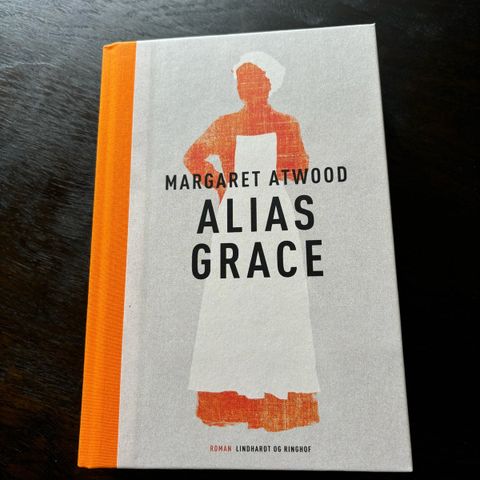 MARGARET ATWOOD
ALIAS
GRACE
ROMAN LINDHARDT OG RINGHOF